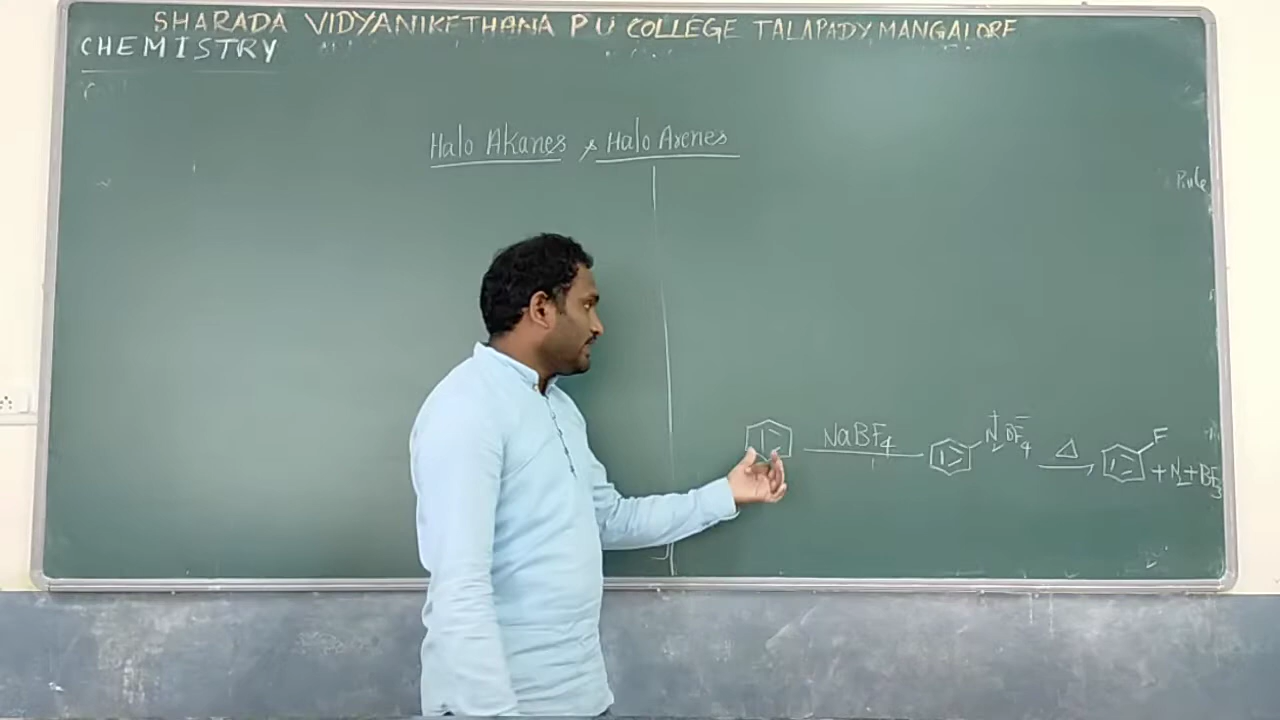 SHARADA VIDYANIKETHANA P U COLLEGE TALAPADY MANGALORE
CHEMISTRY
Halo Akanes & Halo Arenes
NaBF4 N2+ BF4- Δ F + N2 + BF3